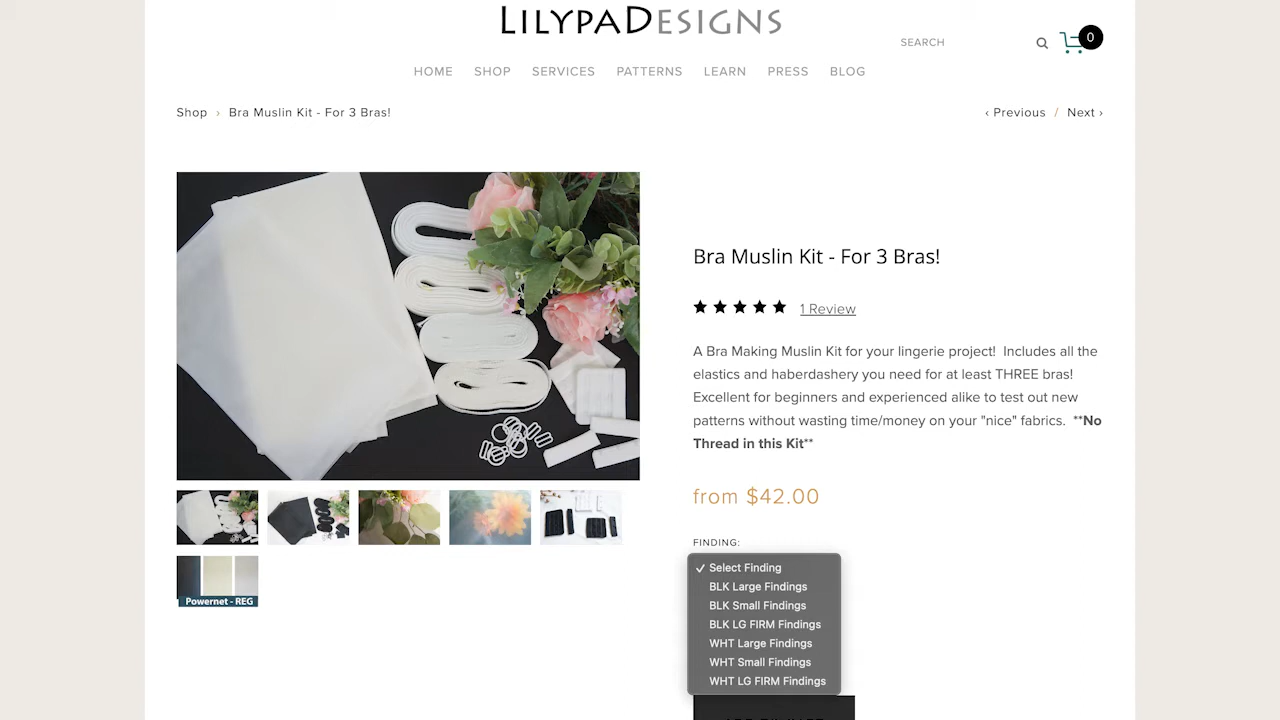 LILYPADESIGNS
SEARCH
0
HOME SHOP SERVICES PATTERNS LEARN PRESS BLOG
Shop › Bra Muslin Kit - For 3 Bras!
‹ Previous / Next ›
Bra Muslin Kit - For 3 Bras!
1 Review
A Bra Making Muslin Kit for your lingerie project! Includes all the
elastics and haberdashery you need for at least THREE bras!
Excellent for beginners and experienced alike to test out new
patterns without wasting time/money on your "nice" fabrics. **No
Thread in this Kit**
from $42.00
FINDING:
Select Finding
BLK Large Findings
BLK Small Findings
BLK LG FIRM Findings
WHT Large Findings
WHT Small Findings
WHT LG FIRM Findings
Powernet - REG